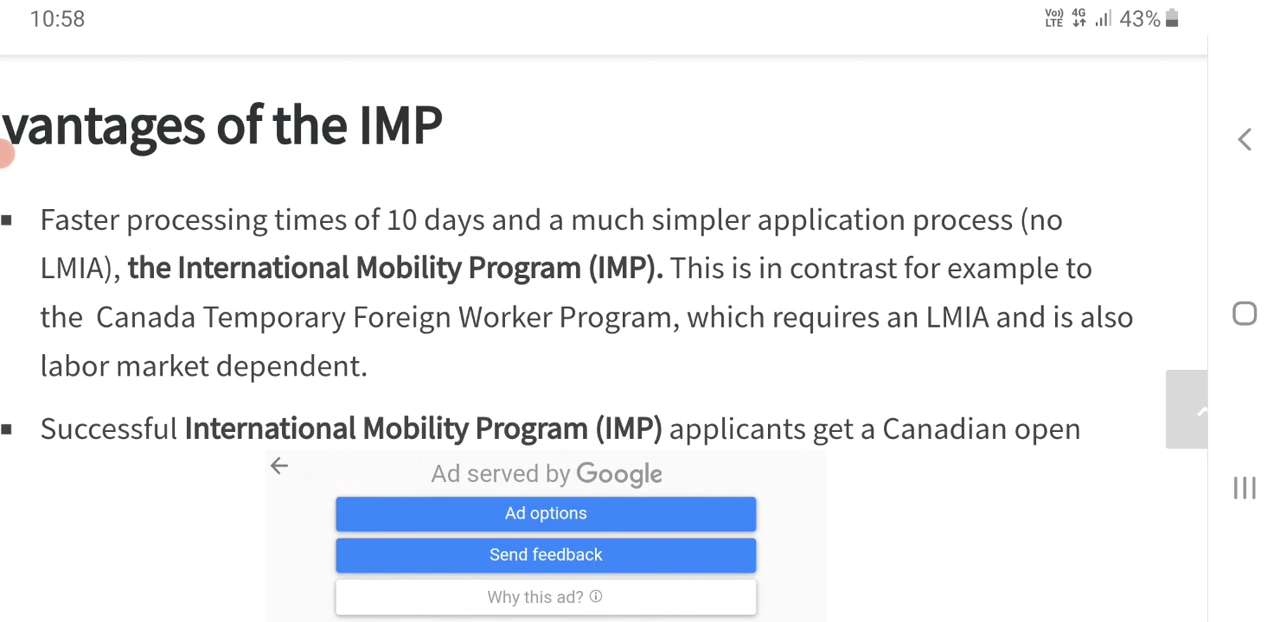 10:58
Vo)) LTE 4G 43%
vantages of the IMP
▪ Faster processing times of 10 days and a much simpler application process (no
LMIA), the International Mobility Program (IMP). This is in contrast for example to
the Canada Temporary Foreign Worker Program, which requires an LMIA and is also
labor market dependent.
▪ Successful International Mobility Program (IMP) applicants get a Canadian open
Ad served by Google
Ad options
Send feedback
Why this ad?